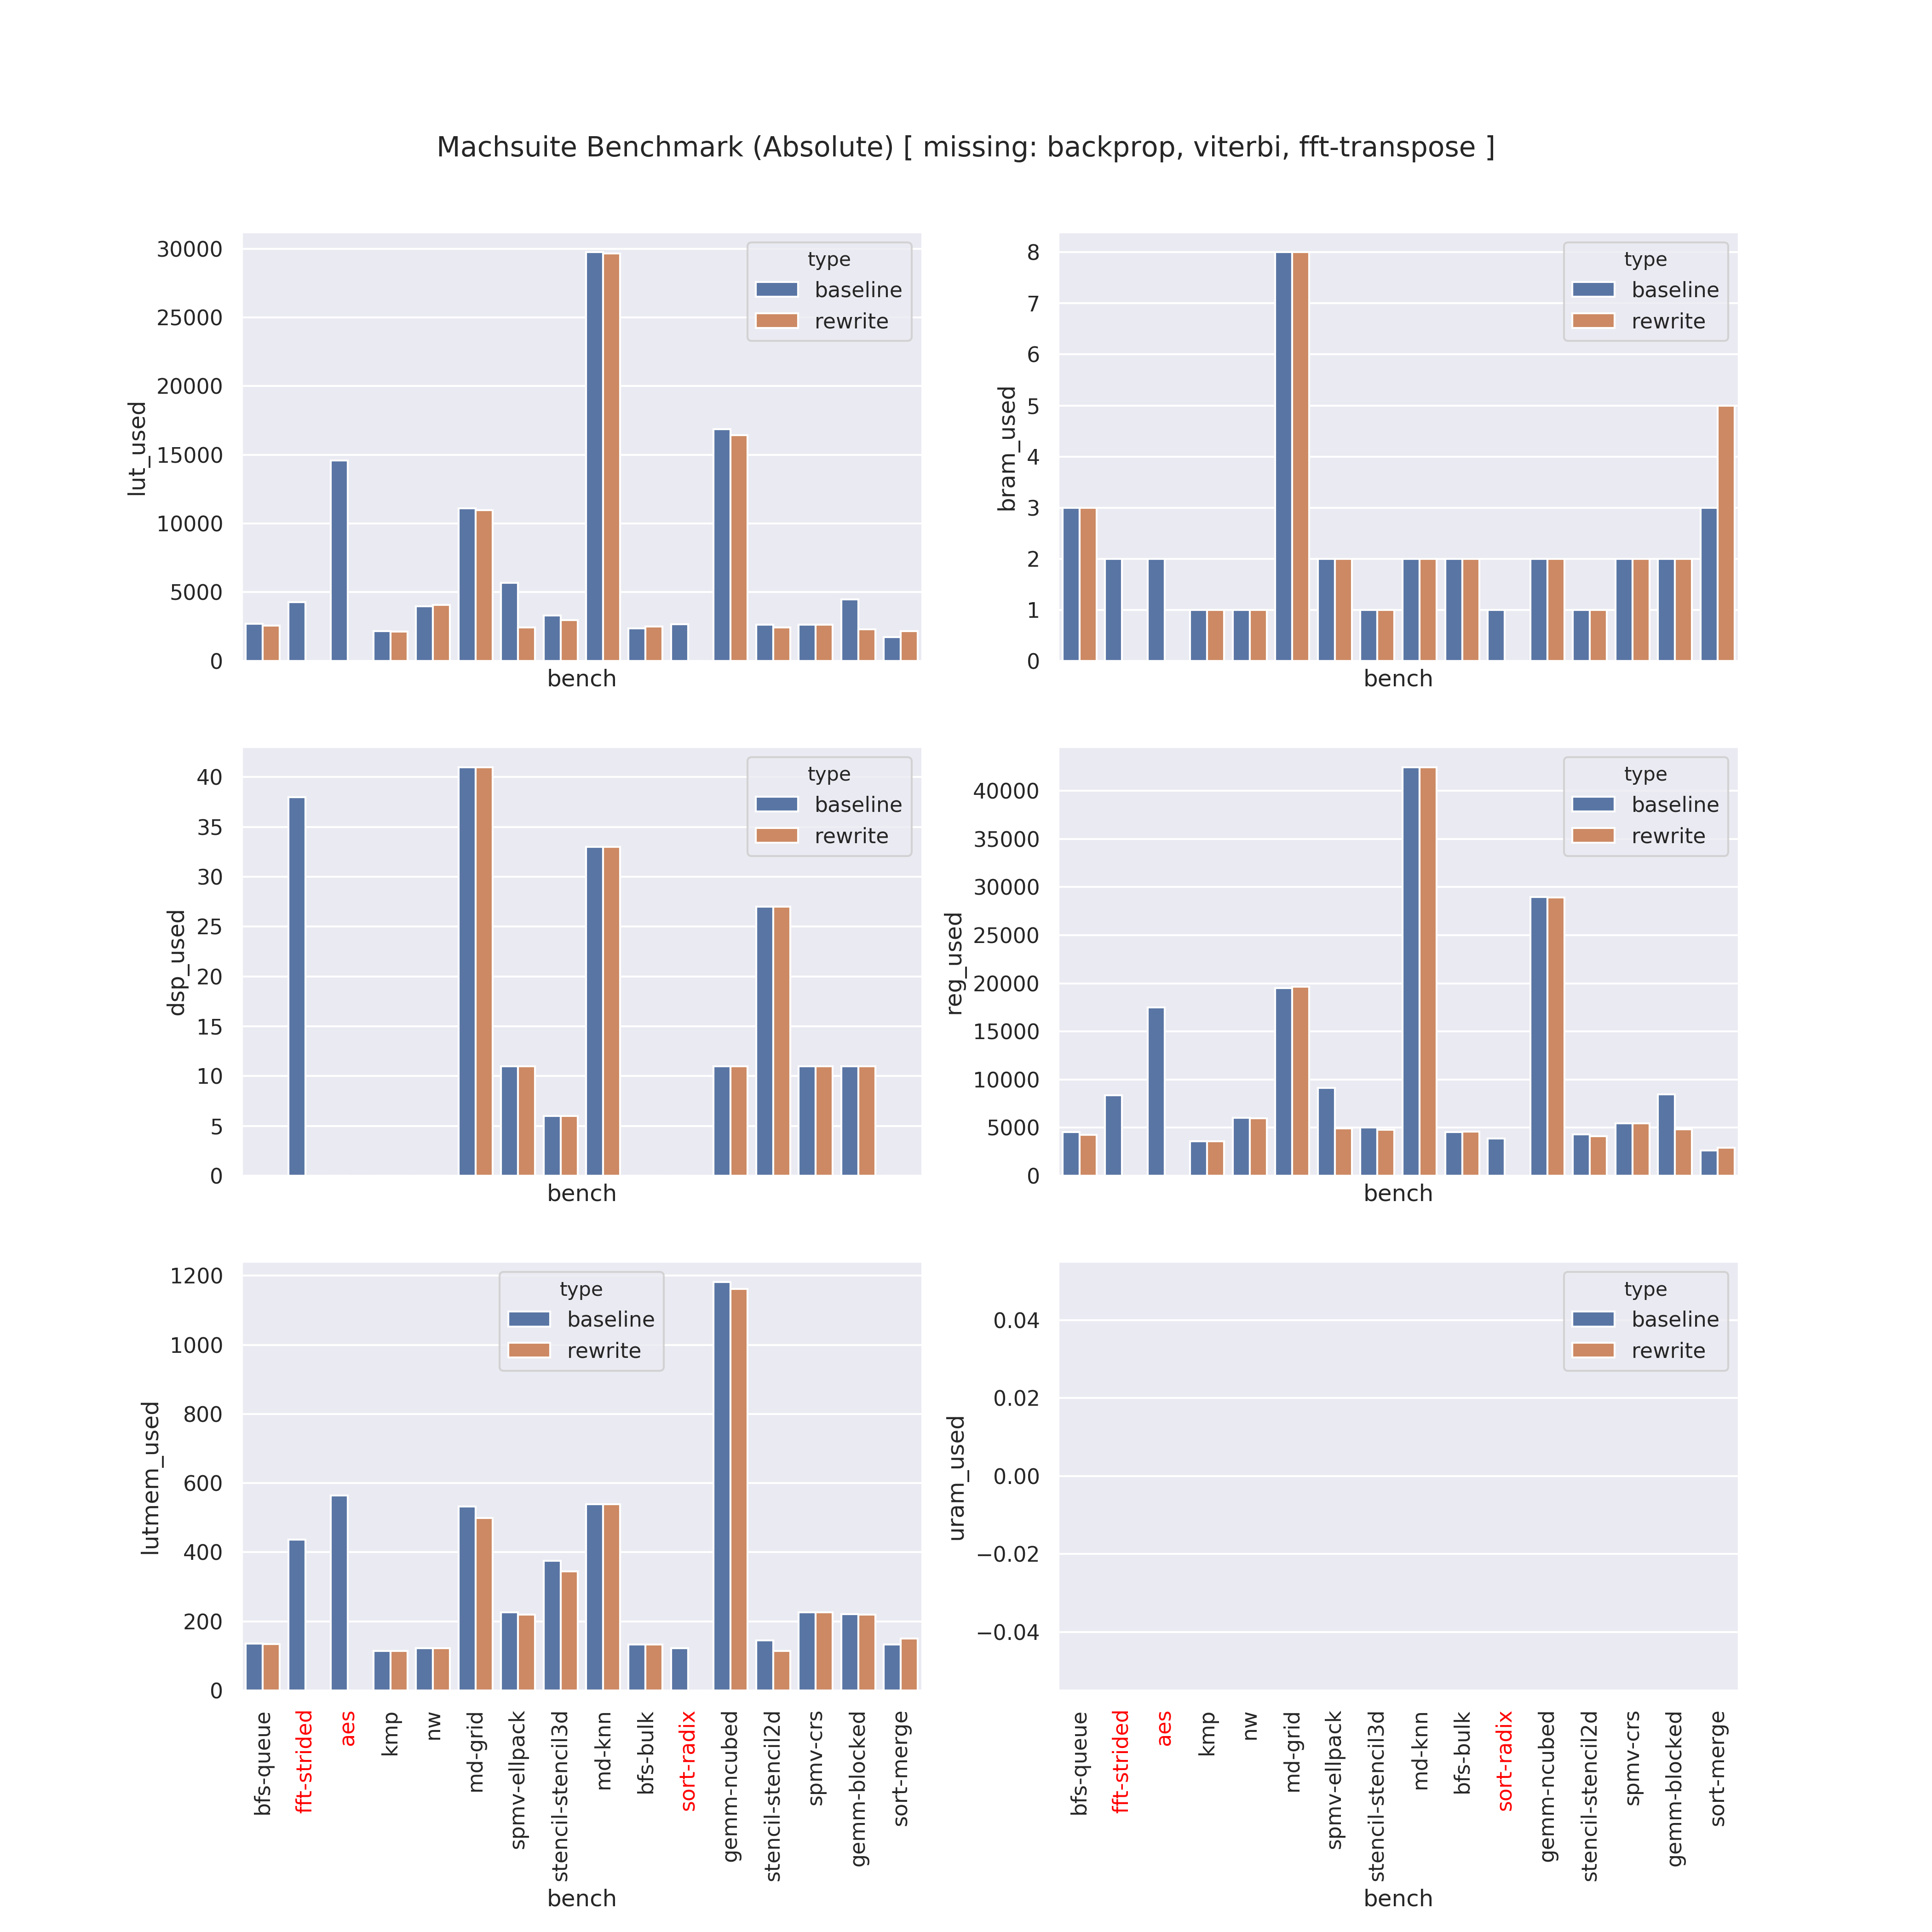 Machsuite Benchmark (Absolute) [ missing: backprop, viterbi, fft-transpose ]
lut_used
30000
25000
20000
15000
10000
5000
0
type
baseline
rewrite
bench
bram_used
8
7
6
5
4
3
2
1
0
type
baseline
rewrite
bench
dsp_used
40
35
30
25
20
15
10
5
0
type
baseline
rewrite
bench
reg_used
40000
35000
30000
25000
20000
15000
10000
5000
0
type
baseline
rewrite
bench
lutmem_used
1200
1000
800
600
400
200
0
type
baseline
rewrite
bfs-queue
fft-strided
aes
kmp
nw
md-grid
spmv-ellpack
stencil-stencil3d
md-knn
bfs-bulk
sort-radix
gemm-ncubed
stencil-stencil2d
spmv-crs
gemm-blocked
sort-merge
bench
uram_used
0.04
0.02
0.00
−0.02
−0.04
type
baseline
rewrite
bfs-queue
fft-strided
aes
kmp
nw
md-grid
spmv-ellpack
stencil-stencil3d
md-knn
bfs-bulk
sort-radix
gemm-ncubed
stencil-stencil2d
spmv-crs
gemm-blocked
sort-merge
bench